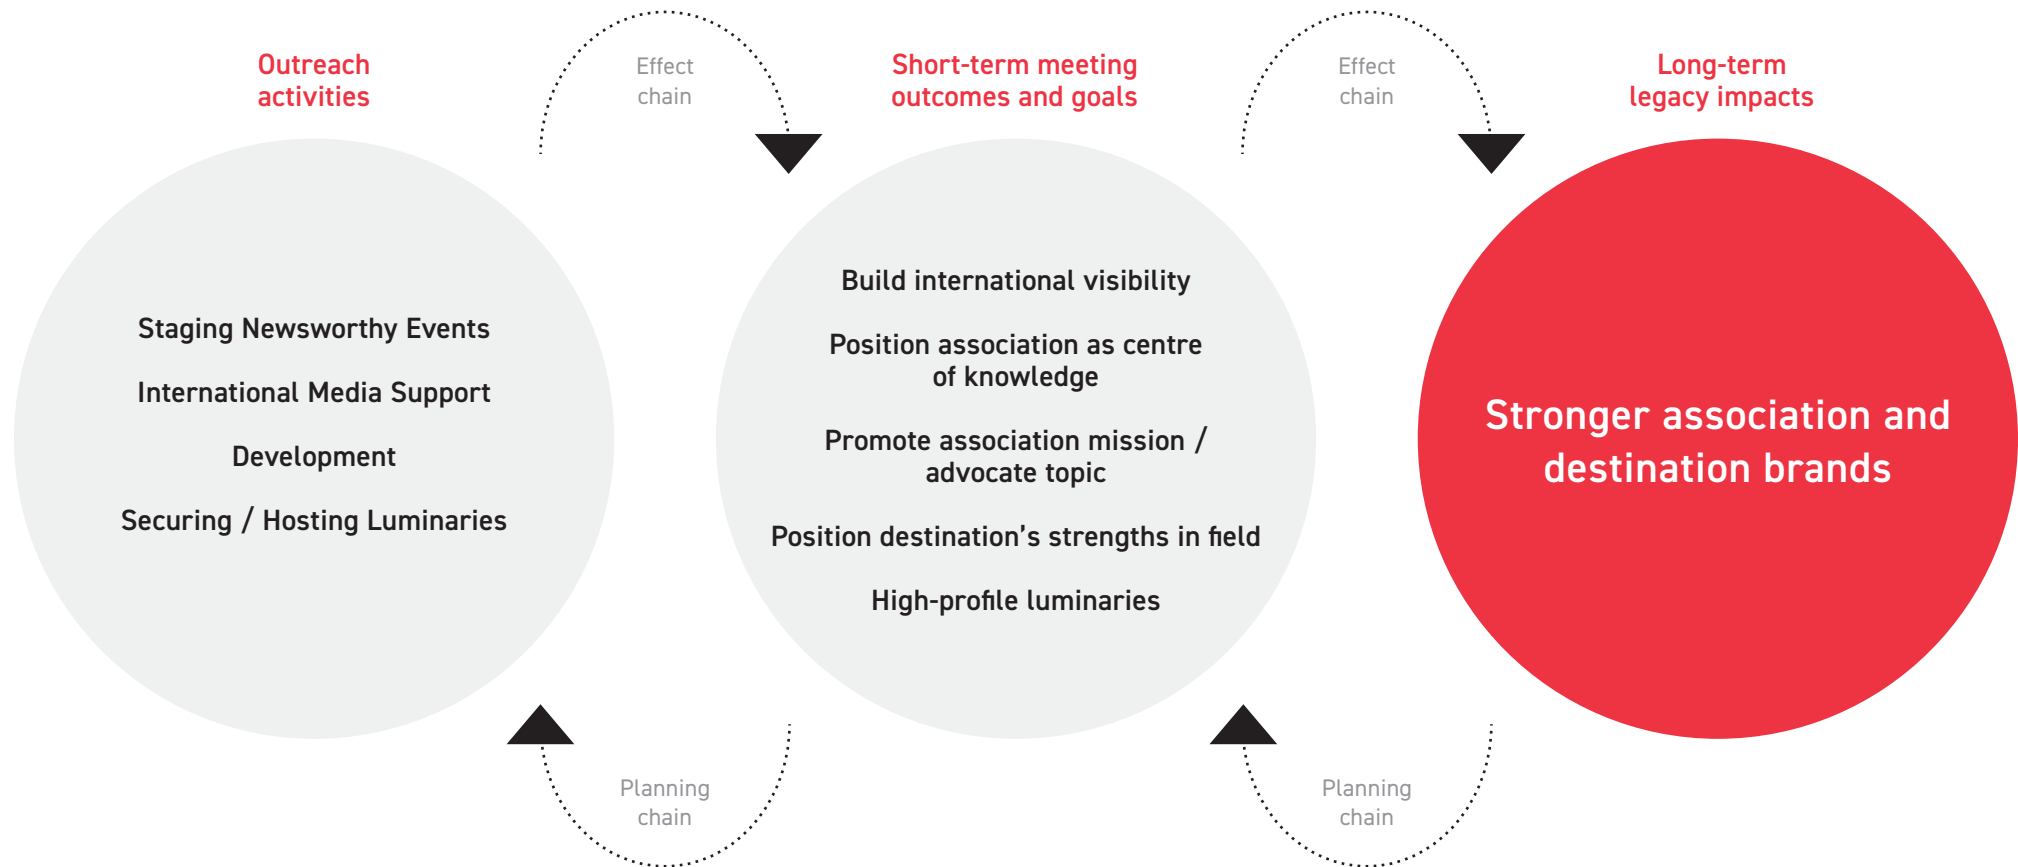 Outreach
activities
Effect
chain
Short-term meeting
outcomes and goals
Effect
chain
Long-term
legacy impacts
Staging Newsworthy Events
International Media Support
Development
Securing / Hosting Luminaries
Build international visibility
Position association as centre
of knowledge
Promote association mission /
advocate topic
Position destination’s strengths in field
High-profile luminaries
Stronger association and
destination brands
Planning
chain
Planning
chain